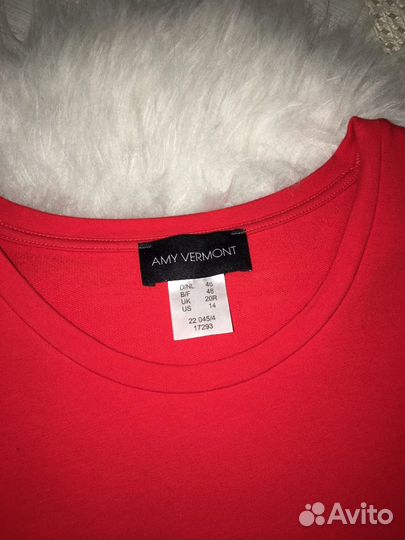 AMY VERMONT
D/NL 46
B/F 48
UK 20R
US 14
22 045/4
17293
Avito